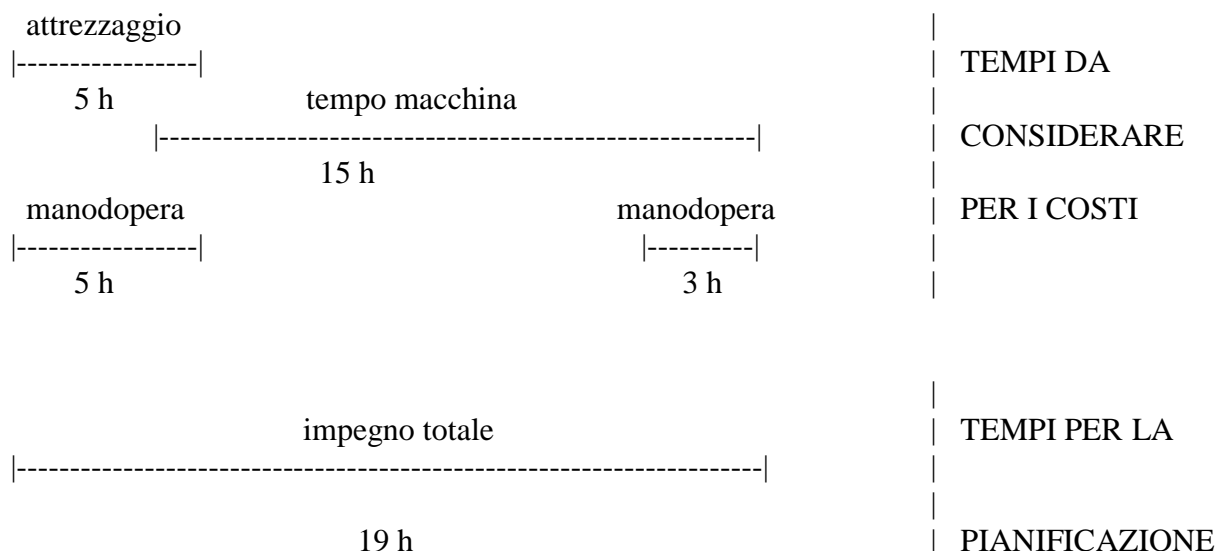 attrezzaggio |
|-----------------| | TEMPI DA
5 h tempo macchina |
|--------------------------------------------------------| | CONSIDERARE
15 h |
manodopera manodopera | PER I COSTI
|-----------------| |----------| |
5 h 3 h |
|
impegno totale | TEMPI PER LA
|----------------------------------------------------------------------| |
|
19 h | PIANIFICAZIONE